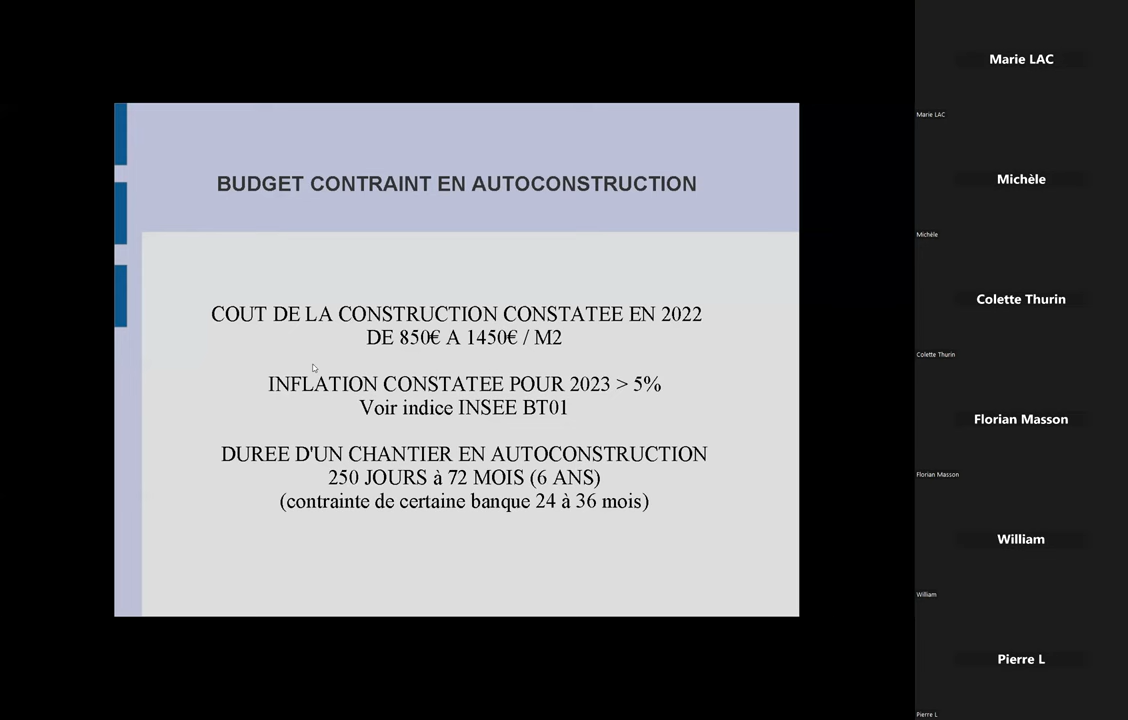 BUDGET CONTRAINT EN AUTOCONSTRUCTION
COUT DE LA CONSTRUCTION CONSTATEE EN 2022
DE 850€ A 1450€ / M2
INFLATION CONSTATEE POUR 2023 > 5%
Voir indice INSEE BT01
DUREE D'UN CHANTIER EN AUTOCONSTRUCTION
250 JOURS à 72 MOIS (6 ANS)
(contrainte de certaine banque 24 à 36 mois)
Marie LAC
Marie LAC
Michèle
Michèle
Colette Thurin
Colette Thurin
Florian Masson
Florian Masson
William
William
Pierre L
Pierre L